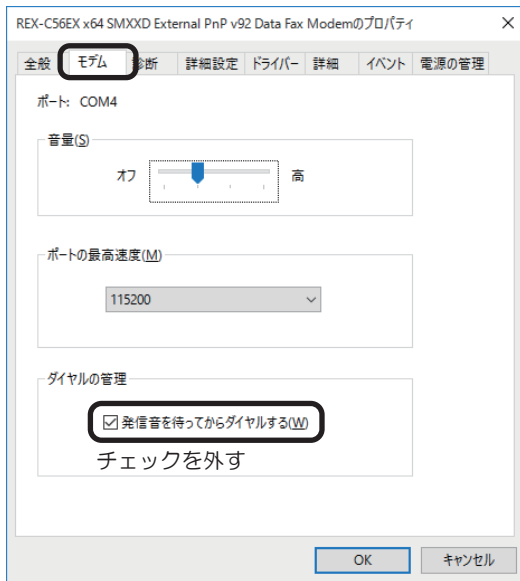 REX-C56EX x64 SMXXD External PnP v92 Data Fax Modemのプロパティ
全般 モデム 診断 詳細設定 ドライバー 詳細 イベント 電源の管理
ポート: COM4
音量(S)
オフ 高
ポートの最高速度(M)
115200
ダイヤルの管理
発信音を待ってからダイヤルする(W)
チェックを外す
OK キャンセル